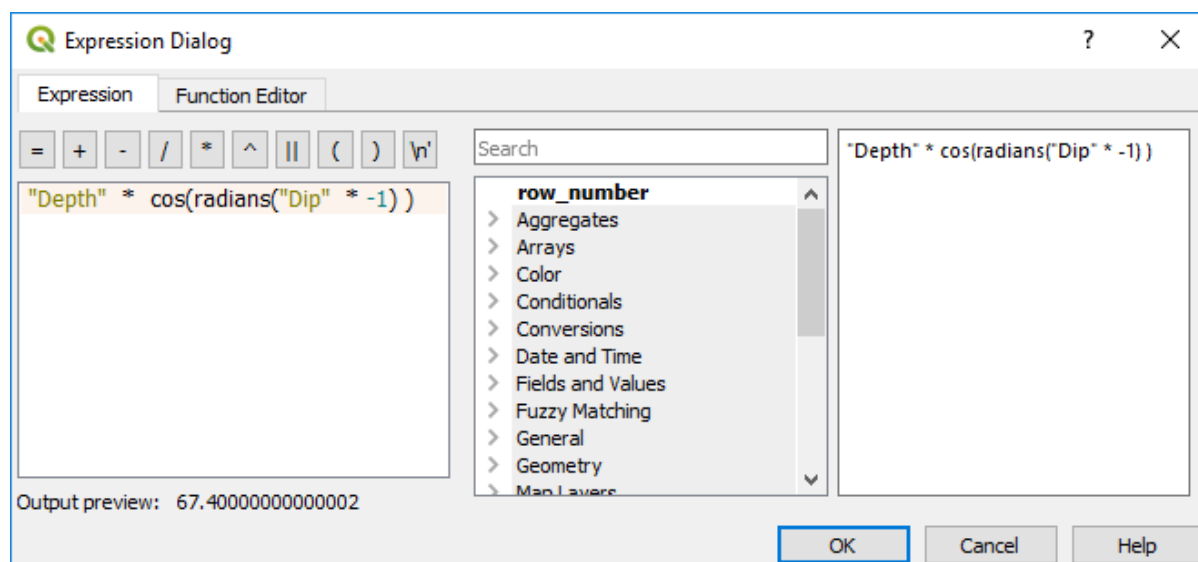 Expression Dialog
?
Expression
Function Editor
= + - / * ^ || ( ) \n'
"Depth" * cos(radians("Dip" * -1) )
Output preview: 67.40000000000002
Search
row_number
Aggregates
Arrays
Color
Conditionals
Conversions
Date and Time
Fields and Values
Fuzzy Matching
General
Geometry
Map Layers
"Depth" * cos(radians("Dip" * -1) )
OK
Cancel
Help